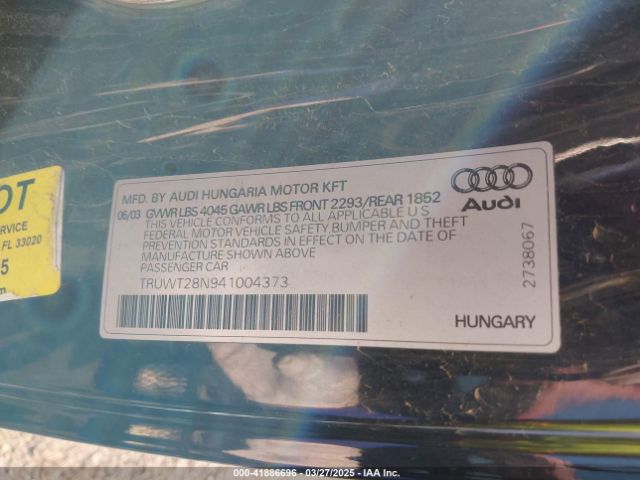 OT
SERVICE
FL 33020
5
m
MFD. BY AUDI HUNGARIA MOTOR KFT
06/03 GVWR LBS 4045 GAWR LBS FRONT 2293/REAR 1852
THIS VEHICLE CONFORMS TO ALL APPLICABLE U S
FEDERAL MOTOR VEHICLE SAFETY, BUMPER AND THEFT
PREVENTION STANDARDS IN EFFECT ON THE DATE OF
MANUFACTURE SHOWN ABOVE
PASSENGER CAR
TRUWT28N941004373
Audi
2738067
HUNGARY
000-41886696 - 03/27/2025 - IAA Inc.